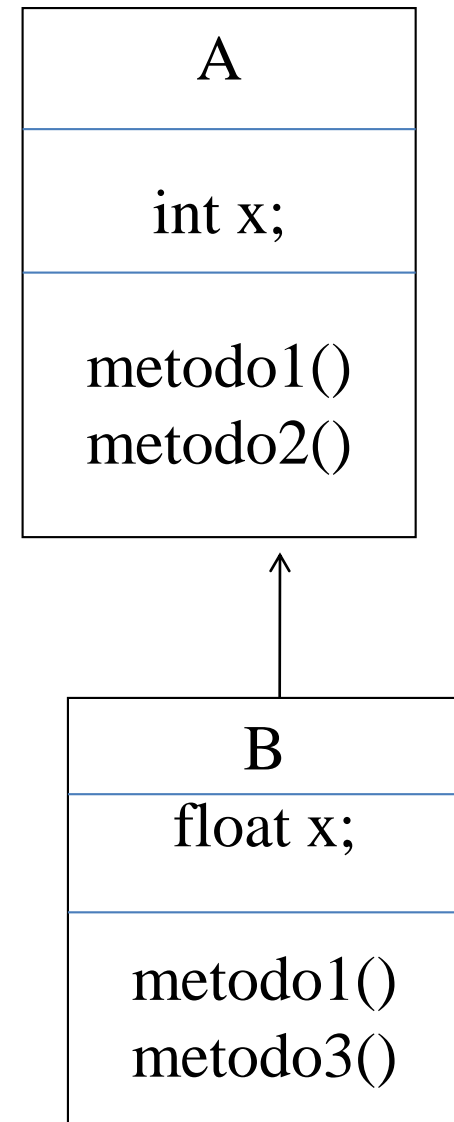 A
int x;
metodo1()
metodo2()
B
float x;
metodo1()
metodo3()